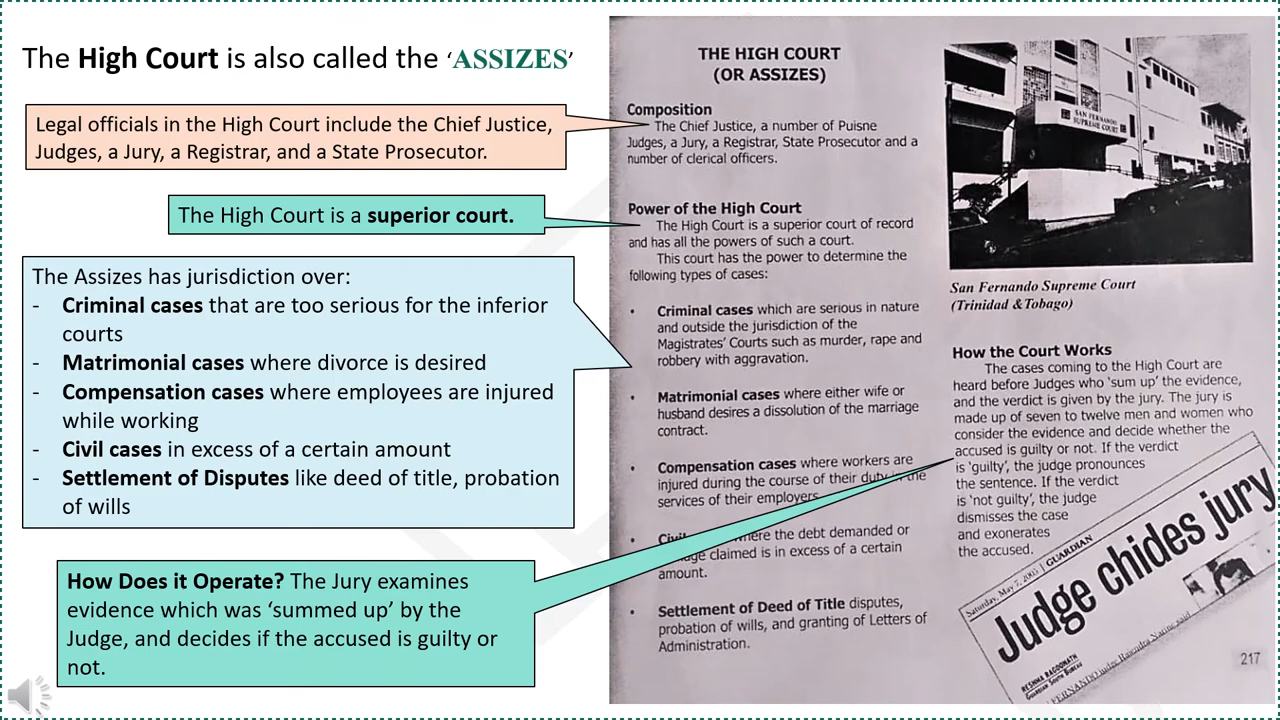 The High Court is also called the ‘ASSIZES’
Legal officials in the High Court include the Chief Justice,
Judges, a Jury, a Registrar, and a State Prosecutor.
The High Court is a superior court.
The Assizes has jurisdiction over:
- Criminal cases that are too serious for the inferior
courts
- Matrimonial cases where divorce is desired
- Compensation cases where employees are injured
while working
- Civil cases in excess of a certain amount
- Settlement of Disputes like deed of title, probation
of wills
How Does it Operate? The Jury examines
evidence which was ‘summed up’ by the
Judge, and decides if the accused is guilty or
not.
THE HIGH COURT
(OR ASSIZES)
Composition
The Chief Justice, a number of Puisne
Judges, a Jury, a Registrar, State Prosecutor and a
number of clerical officers.
Power of the High Court
The High Court is a superior court of record
and has all the powers of such a court.
This court has the power to determine the
following types of cases:
• Criminal cases which are serious in nature
and outside the jurisdiction of the
Magistrates’ Courts such as murder, rape and
robbery with aggravation.
• Matrimonial cases where either wife or
husband desires a dissolution of the marriage
contract.
• Compensation cases where workers are
injured during the course of their duty in the
services of their employers
• where the debt demanded or
claimed is in excess of a certain
amount.
• Settlement of Deed of Title disputes,
probation of wills, and granting of Letters of
Administration.
SAN FERNANDO
SUPREME COURT
San Fernando Supreme Court
(Trinidad &Tobago)
How the Court Works
The cases coming to the High Court are
heard before Judges who ‘sum up’ the evidence,
and the verdict is given by the jury. The jury is
made up of seven to twelve men and women who
consider the evidence and decide whether the
accused is guilty or not. If the verdict
is ‘guilty’, the judge pronounces
the sentence. If the verdict
is ‘not guilty’, the judge
dismisses the case
and exonerates
the accused.
Saturday, May 7, | GUARDIAN
Judge chides jury
RESHMA RAGOONATH
GUARDIAN SOUTH BUREAU
FERNANDO judge Rajendra Narine said
217